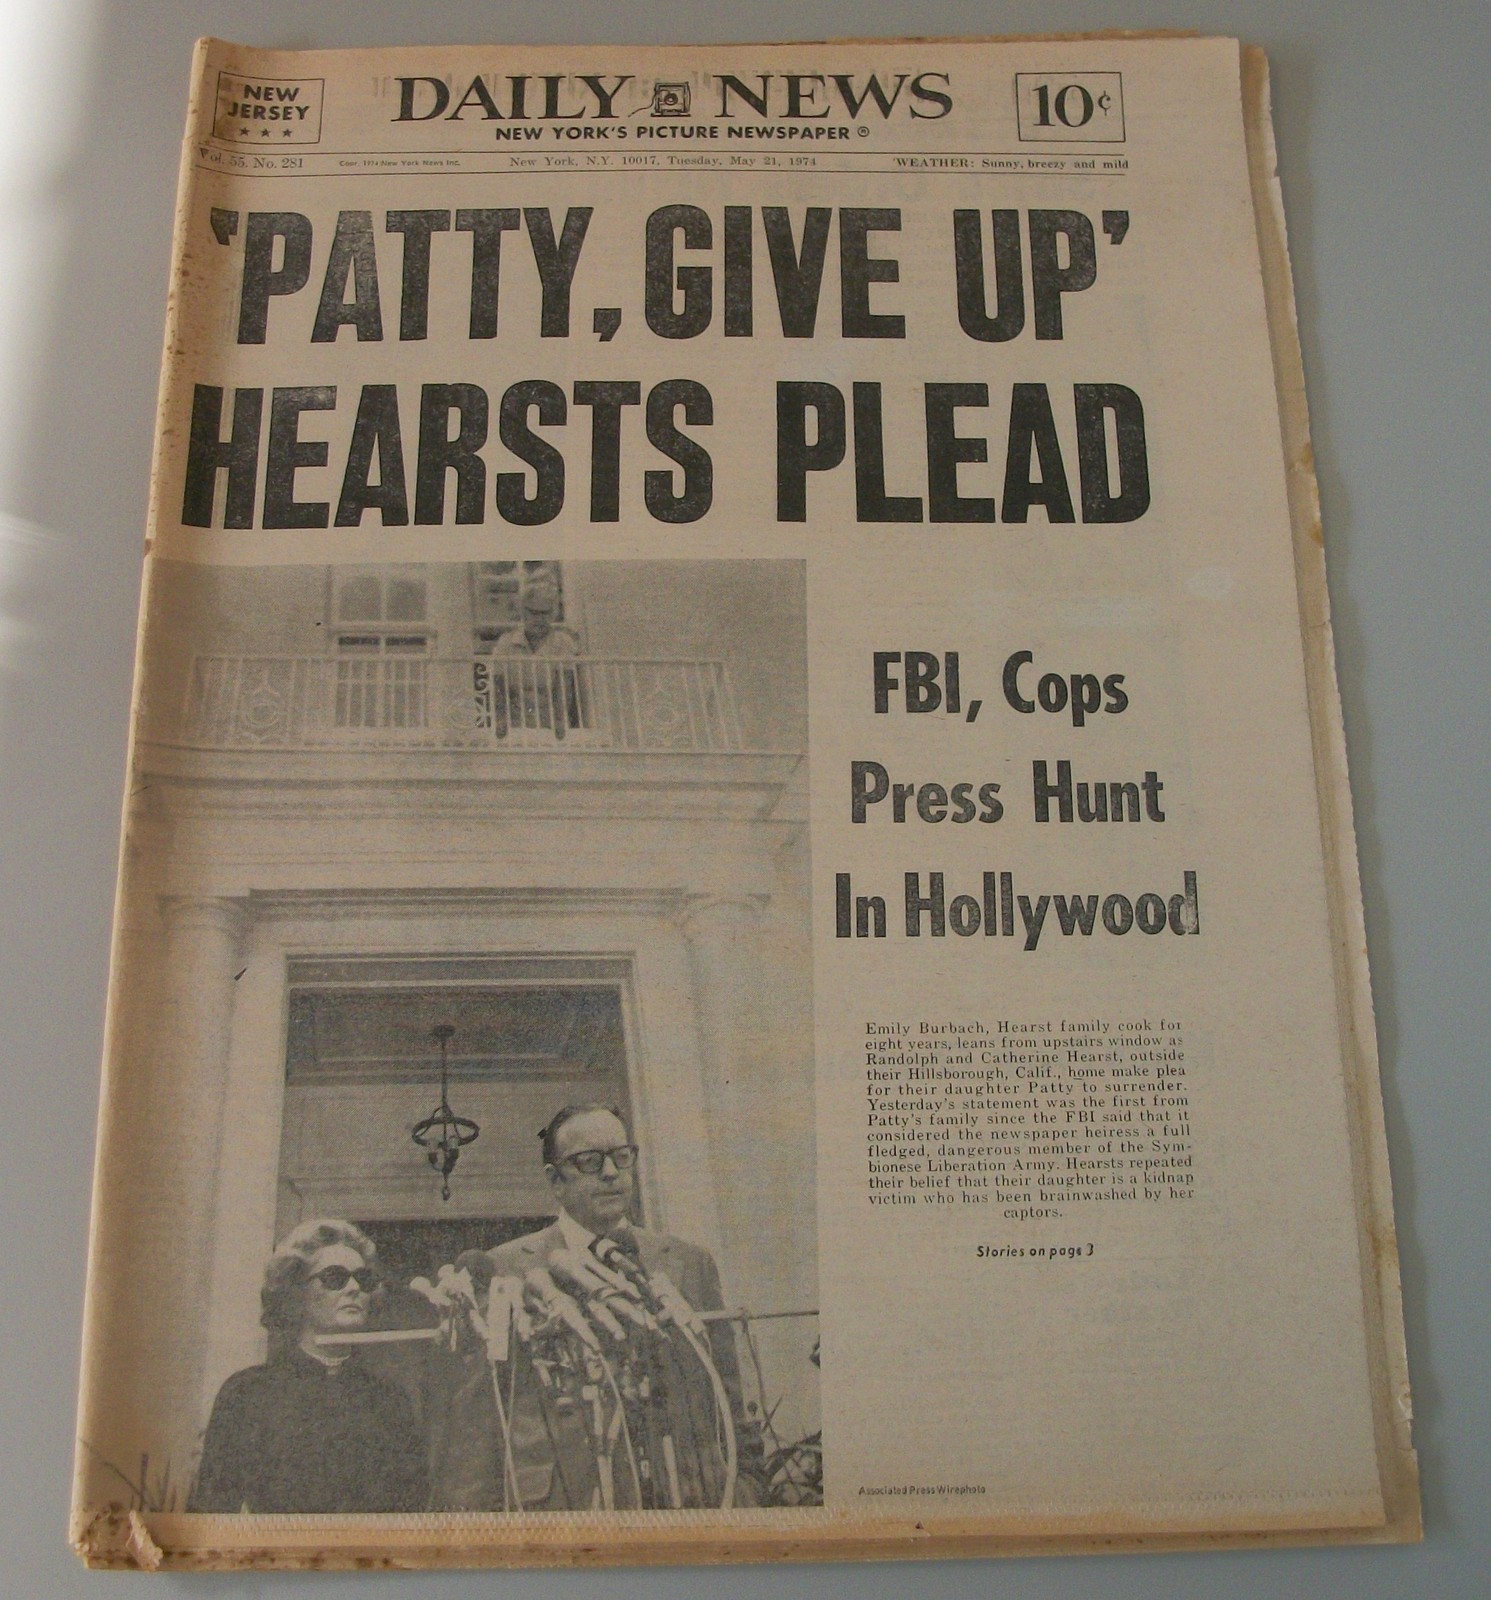 NEW
JERSEY
★ ★ ★
DAILY NEWS
NEW YORK'S PICTURE NEWSPAPER ®
10¢
Vol. 55. No. 281
Copr. 1974 New York News Inc.
New York, N.Y. 10017, Tuesday, May 21, 1974
WEATHER: Sunny, breezy and mild
'PATTY, GIVE UP'
HEARSTS PLEAD
FBI, Cops
Press Hunt
In Hollywood
Emily Burbach, Hearst family cook for
eight years, leans from upstairs window as
Randolph and Catherine Hearst, outside
their Hillsborough, Calif., home make plea
for their daughter Patty to surrender.
Yesterday's statement was the first from
Patty's family since the FBI said that it
considered the newspaper heiress a full
fledged, dangerous member of the Sym-
bionese Liberation Army. Hearsts repeated
their belief that their daughter is a kidnap
victim who has been brainwashed by her
captors.
Stories on page 3
Associated Press Wirephoto